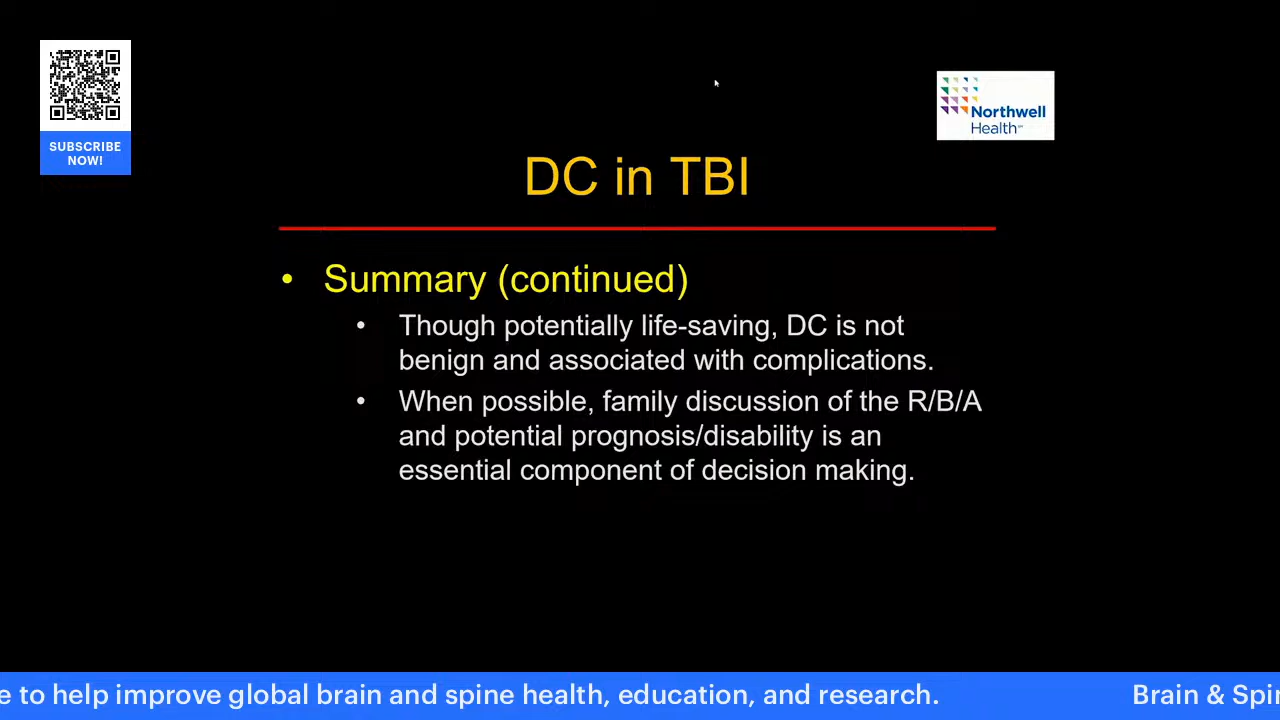 SUBSCRIBE
NOW!
Northwell
Health
DC in TBI
• Summary (continued)
• Though potentially life-saving, DC is not
benign and associated with complications.
• When possible, family discussion of the R/B/A
and potential prognosis/disability is an
essential component of decision making.
e to help improve global brain and spine health, education, and research. Brain &